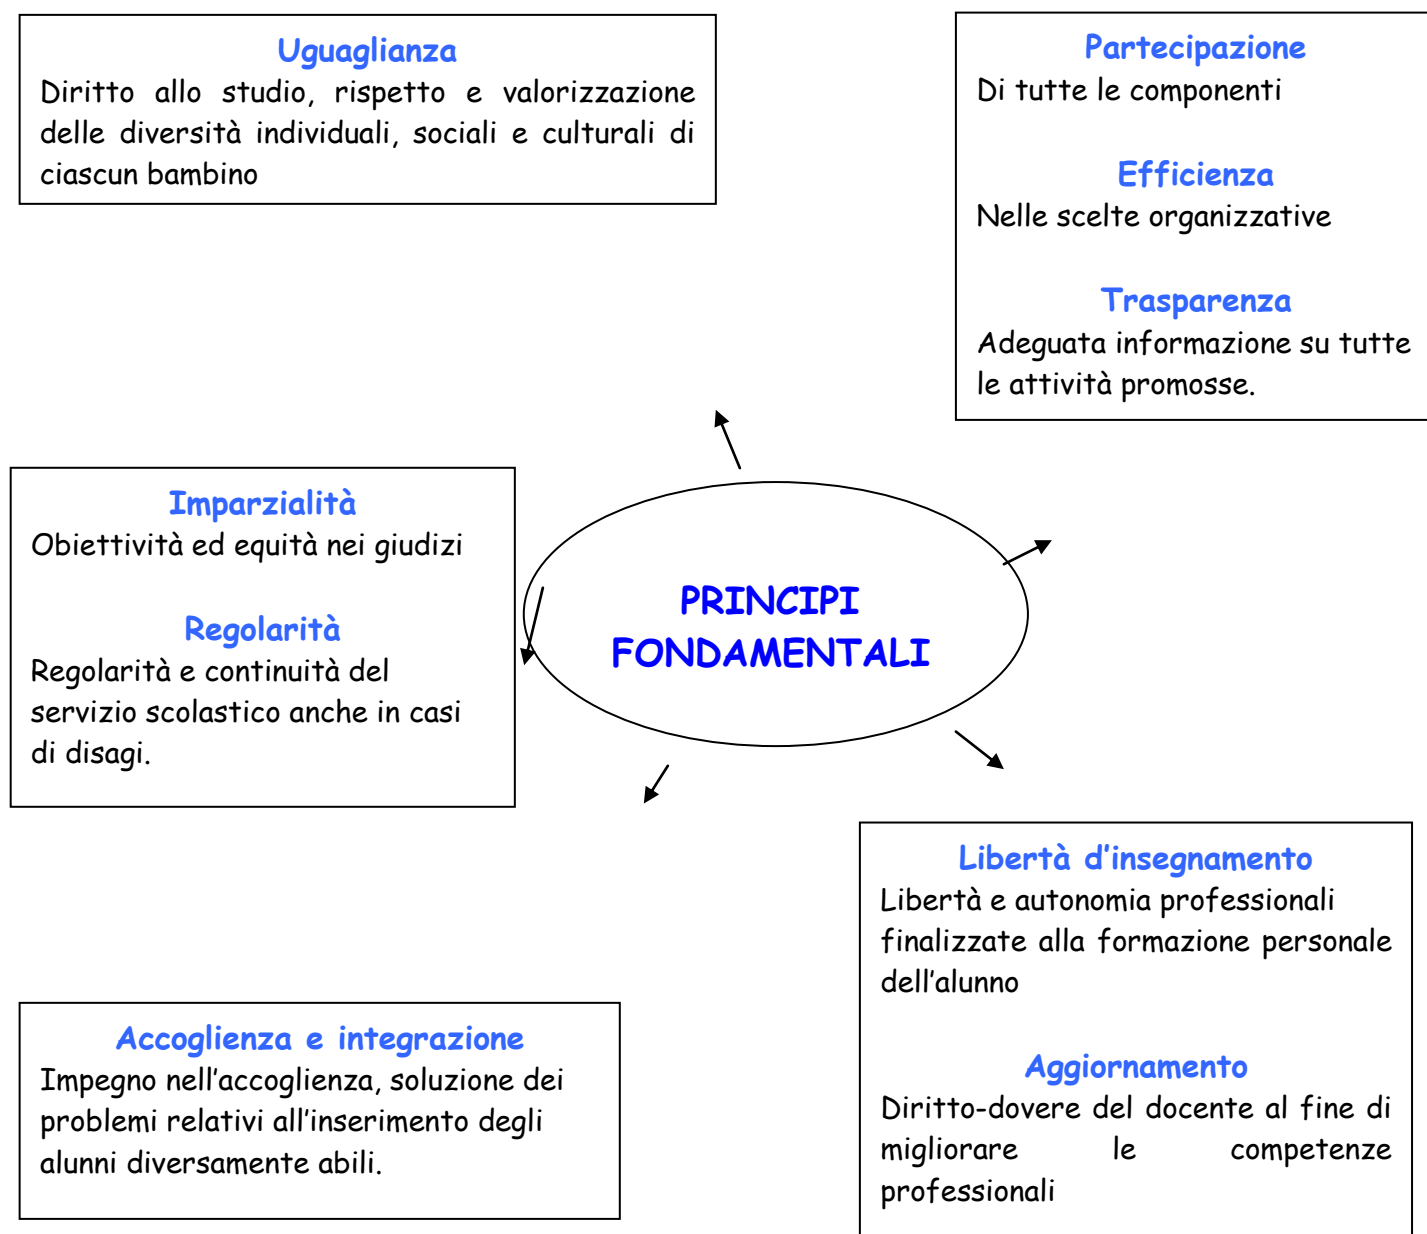 Uguaglianza
Diritto allo studio, rispetto e valorizzazione
delle diversità individuali, sociali e culturali di
ciascun bambino
Partecipazione
Di tutte le componenti
Efficienza
Nelle scelte organizzative
Trasparenza
Adeguata informazione su tutte
le attività promosse.
Imparzialità
Obiettività ed equità nei giudizi
Regolarità
Regolarità e continuità del
servizio scolastico anche in casi
di disagi.
PRINCIPI
FONDAMENTALI
Libertà d’insegnamento
Libertà e autonomia professionali
finalizzate alla formazione personale
dell’alunno
Aggiornamento
Diritto-dovere del docente al fine di
migliorare le competenze
professionali
Accoglienza e integrazione
Impegno nell’accoglienza, soluzione dei
problemi relativi all’inserimento degli
alunni diversamente abili.